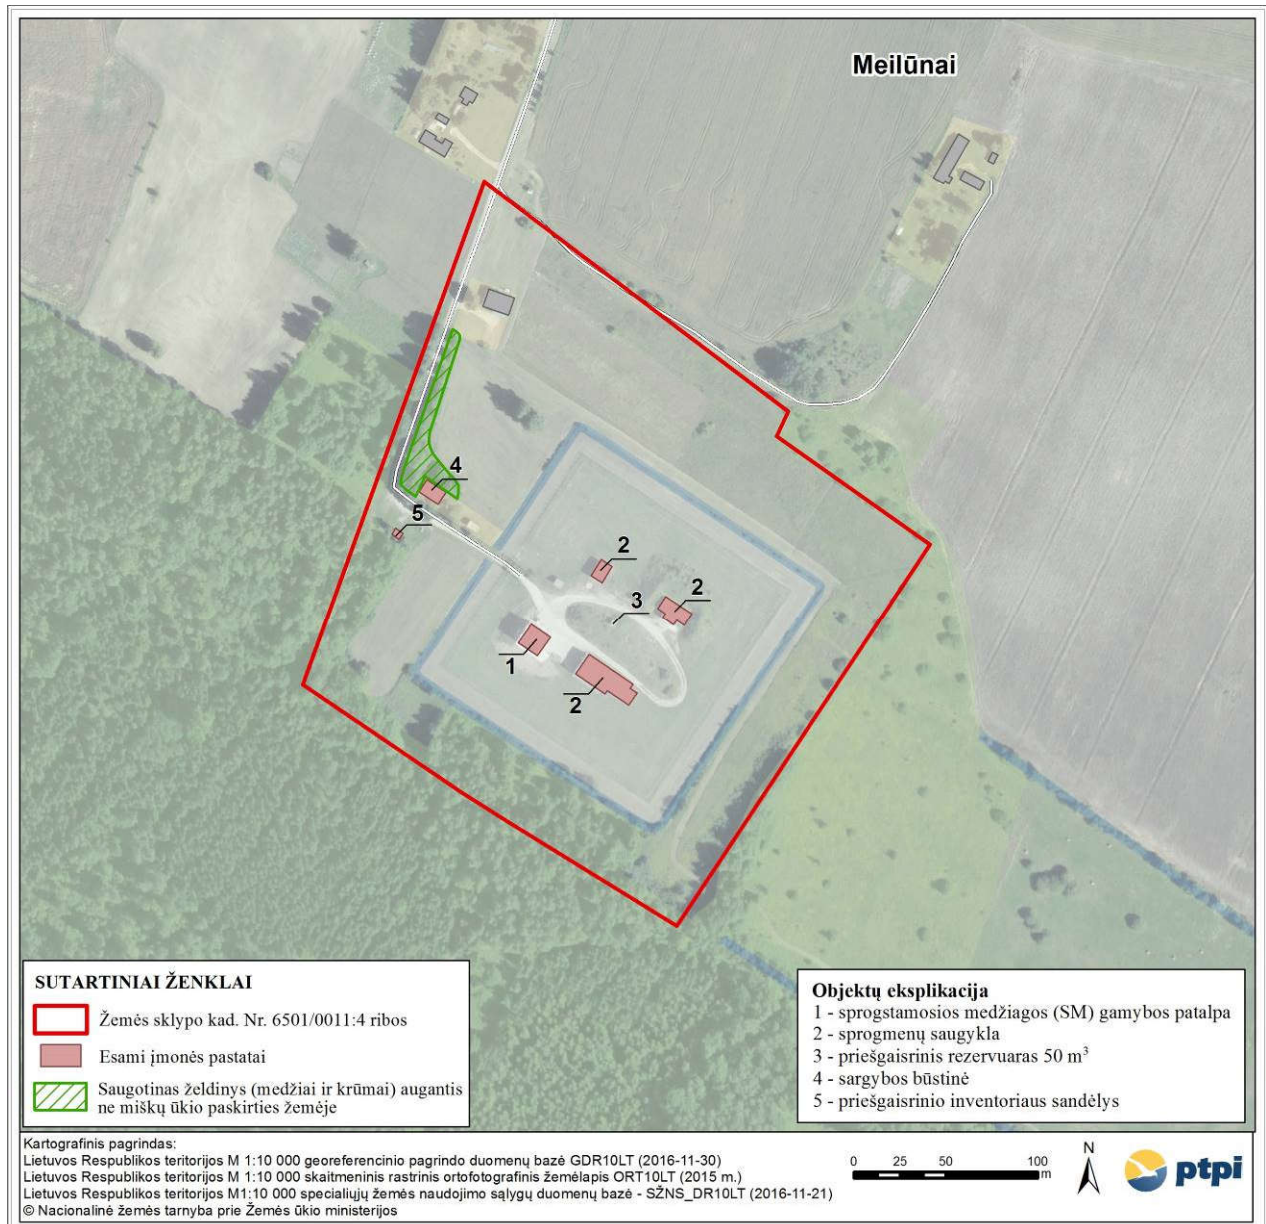 Meilūnai
4
5
2
2
3
1
2
SUTARTINIAI ŽENKLAI
Žemės sklypo kad. Nr. 6501/0011:4 ribos
Esami įmonės pastatai
Saugotinas želdinys (medžiai ir krūmai) augantis
ne miškų ūkio paskirties žemėje
Objektų eksplikacija
1 - sprogstamosios medžiagos (SM) gamybos patalpa
2 - sprogmenų saugykla
3 - priešgaisrinis rezervuaras 50 m³
4 - sargybos būstinė
5 - priešgaisrinio inventoriaus sandėlys
Kartografinis pagrindas:
Lietuvos Respublikos teritorijos M 1:10 000 georeferencinio pagrindo duomenų bazė GDR10LT (2016-11-30)
Lietuvos Respublikos teritorijos M 1:10 000 skaitmeninis rastrinis ortofotografinis žemėlapis ORT10LT (2015 m.)
Lietuvos Respublikos teritorijos M1:10 000 specialiųjų žemės naudojimo sąlygų duomenų bazė - SŽNS_DR10LT (2016-11-21)
© Nacionalinė žemės tarnyba prie Žemės ūkio ministerijos
0 25 50 100
m
N
ptpi